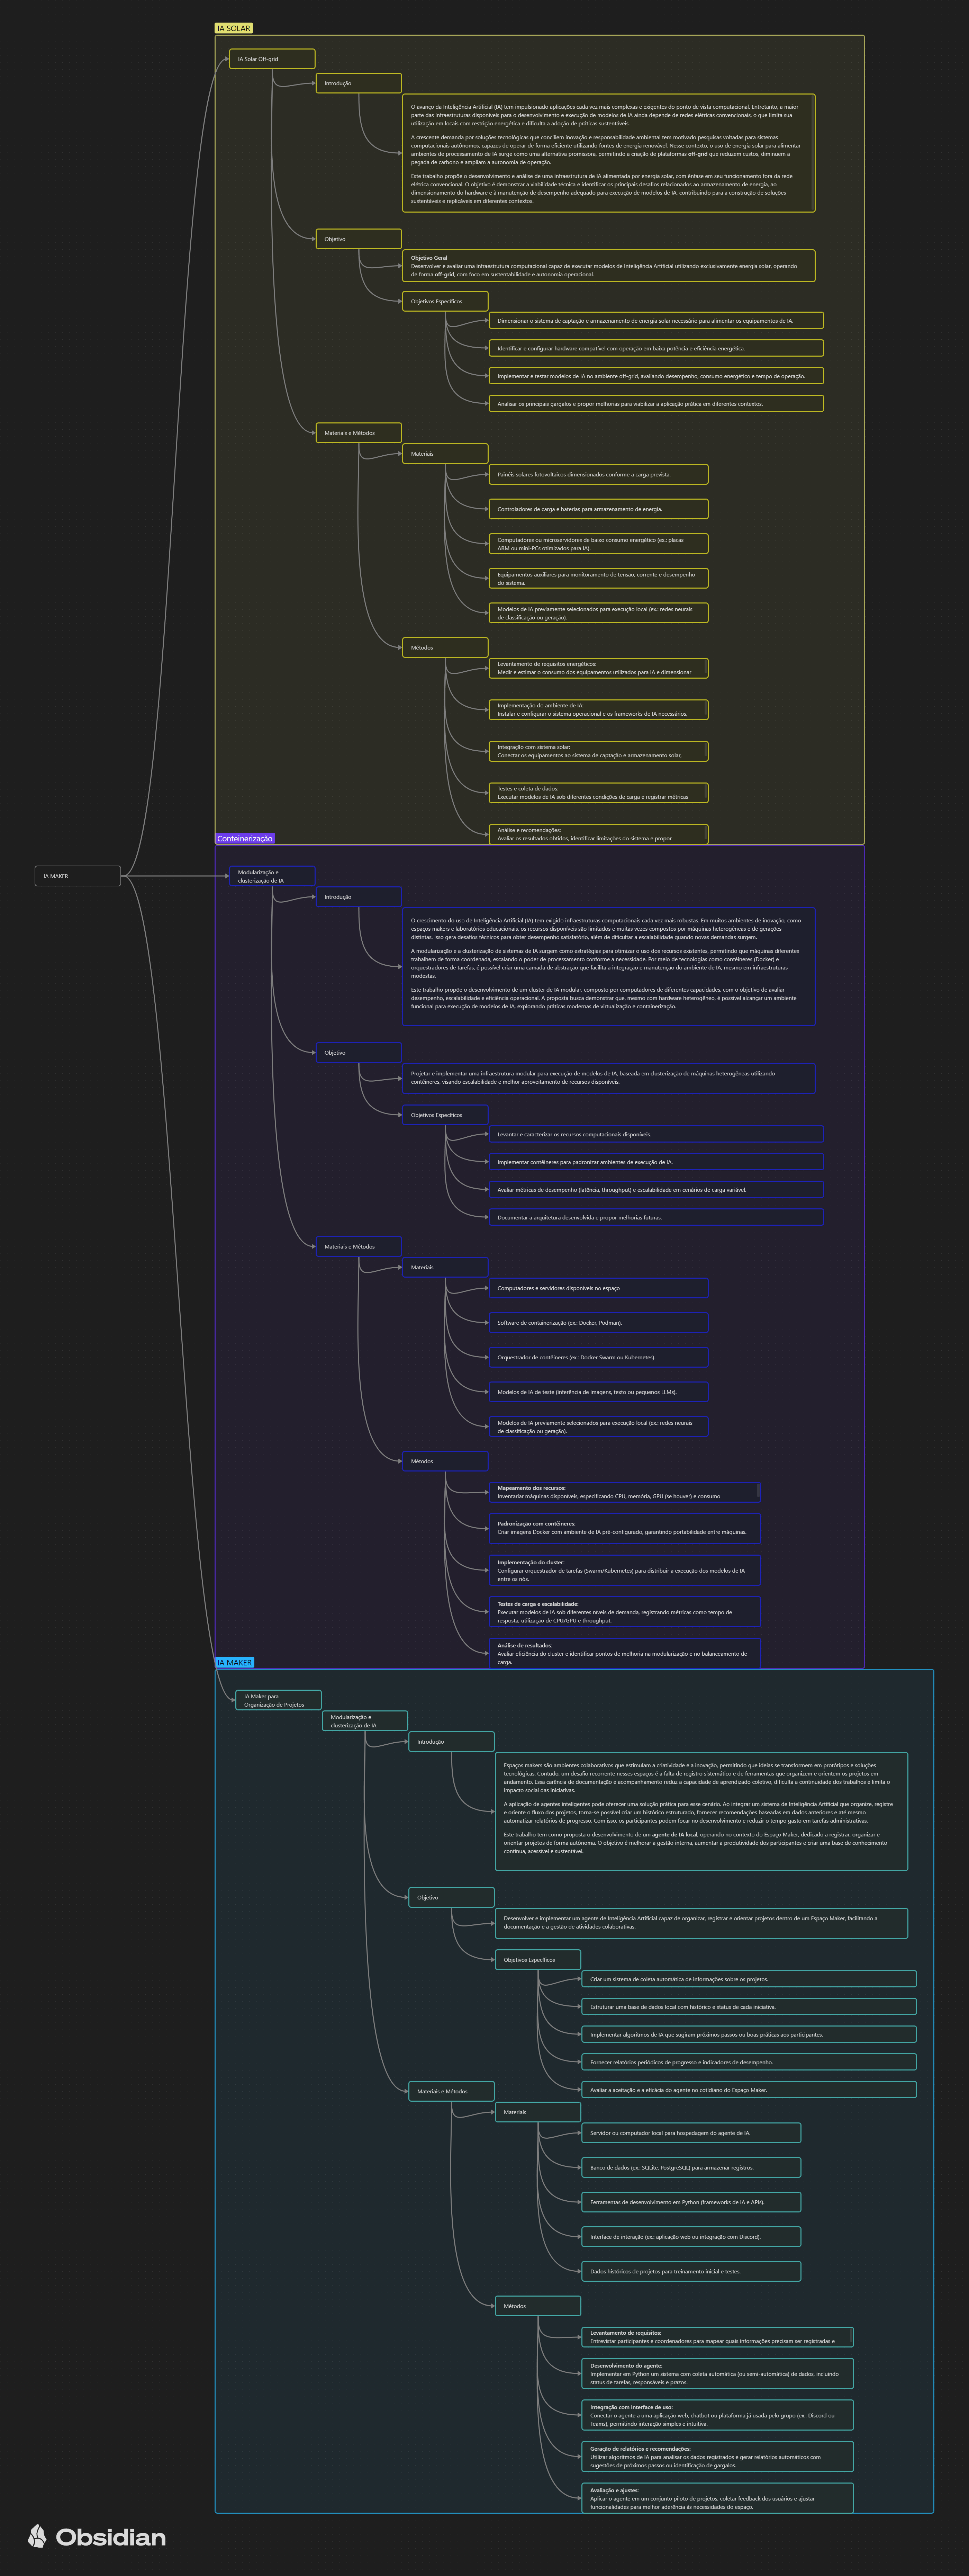 IA SOLAR
IA Solar Off-grid
Introdução
O avanço da Inteligência Artificial (IA) tem impulsionado aplicações cada vez mais complexas e exigentes do ponto de vista computacional. Entretanto, a maior
parte das infraestruturas disponíveis para o desenvolvimento e execução de modelos de IA ainda depende de redes elétricas convencionais, o que limita sua
utilização em locais com restrição energética e dificulta a adoção de práticas sustentáveis.
A crescente demanda por soluções tecnológicas que conciliem inovação e responsabilidade ambiental tem motivado pesquisas voltadas para sistemas
computacionais autônomos, capazes de operar de forma eficiente utilizando fontes de energia renovável. Nesse contexto, o uso de energia solar para alimentar
ambientes de processamento de IA surge como uma alternativa promissora, permitindo a criação de plataformas off-grid que reduzem custos, diminuem a
pegada de carbono e ampliam a autonomia de operação.
Este trabalho propõe o desenvolvimento e análise de uma infraestrutura de IA alimentada por energia solar, com ênfase em seu funcionamento fora da rede
elétrica convencional. O objetivo é demonstrar a viabilidade técnica e identificar os principais desafios relacionados ao armazenamento de energia, ao
dimensionamento do hardware e à manutenção de desempenho adequado para execução de modelos de IA, contribuindo para a construção de soluções
sustentáveis e replicáveis em diferentes contextos.
Objetivo
Objetivo Geral
Desenvolver e avaliar uma infraestrutura computacional capaz de executar modelos de Inteligência Artificial utilizando exclusivamente energia solar, operando
de forma off-grid, com foco em sustentabilidade e autonomia operacional.
Objetivos Específicos
Dimensionar o sistema de captação e armazenamento de energia solar necessário para alimentar os equipamentos de IA.
Identificar e configurar hardware compatível com operação em baixa potência e eficiência energética.
Implementar e testar modelos de IA no ambiente off-grid, avaliando desempenho, consumo energético e tempo de operação.
Analisar os principais gargalos e propor melhorias para viabilizar a aplicação prática em diferentes contextos.
Materiais e Métodos
Materiais
Painéis solares fotovoltaicos dimensionados conforme a carga prevista.
Controladores de carga e baterias para armazenamento de energia.
Computadores ou microservidores de baixo consumo energético (ex.: placas
ARM ou mini-PCs otimizados para IA).
Equipamentos auxiliares para monitoramento de tensão, corrente e desempenho
do sistema.
Modelos de IA previamente selecionados para execução local (ex.: redes neurais
de classificação ou geração).
Métodos
Levantamento de requisitos energéticos:
Medir e estimar o consumo dos equipamentos utilizados para IA e dimensionar
Implementação do ambiente de IA:
Instalar e configurar o sistema operacional e os frameworks de IA necessários,
Integração com sistema solar:
Conectar os equipamentos ao sistema de captação e armazenamento solar,
Testes e coleta de dados:
Executar modelos de IA sob diferentes condições de carga e registrar métricas
Análise e recomendações:
Avaliar os resultados obtidos, identificar limitações do sistema e propor
Conteinerização
IA MAKER
Modularização e
clusterização de IA
Introdução
O crescimento do uso de Inteligência Artificial (IA) tem exigido infraestruturas computacionais cada vez mais robustas. Em muitos ambientes de inovação, como
espaços makers e laboratórios educacionais, os recursos disponíveis são limitados e muitas vezes compostos por máquinas heterogêneas e de gerações
distintas. Isso gera desafios técnicos para obter desempenho satisfatório, além de dificultar a escalabilidade quando novas demandas surgem.
A modularização e a clusterização de sistemas de IA surgem como estratégias para otimizar o uso dos recursos existentes, permitindo que máquinas diferentes
trabalhem de forma coordenada, escalando o poder de processamento conforme a necessidade. Por meio de tecnologias como contêineres (Docker) e
orquestradores de tarefas, é possível criar uma camada de abstração que facilita a integração e manutenção do ambiente de IA, mesmo em infraestruturas
modestas.
Este trabalho propõe o desenvolvimento de um cluster de IA modular, composto por computadores de diferentes capacidades, com o objetivo de avaliar
desempenho, escalabilidade e eficiência operacional. A proposta busca demonstrar que, mesmo com hardware heterogêneo, é possível alcançar um ambiente
funcional para execução de modelos de IA, explorando práticas modernas de virtualização e containerização.
Objetivo
Projetar e implementar uma infraestrutura modular para execução de modelos de IA, baseada em clusterização de máquinas heterogêneas utilizando
contêineres, visando escalabilidade e melhor aproveitamento de recursos disponíveis.
Objetivos Específicos
Levantar e caracterizar os recursos computacionais disponíveis.
Implementar contêineres para padronizar ambientes de execução de IA.
Avaliar métricas de desempenho (latência, throughput) e escalabilidade em cenários de carga variável.
Documentar a arquitetura desenvolvida e propor melhorias futuras.
Materiais e Métodos
Materiais
Computadores e servidores disponíveis no espaço
Software de containerização (ex.: Docker, Podman).
Orquestrador de contêineres (ex.: Docker Swarm ou Kubernetes).
Modelos de IA de teste (inferência de imagens, texto ou pequenos LLMs).
Modelos de IA previamente selecionados para execução local (ex.: redes neurais
de classificação ou geração).
Métodos
Mapeamento dos recursos:
Inventariar máquinas disponíveis, especificando CPU, memória, GPU (se houver) e consumo
Padronização com contêineres:
Criar imagens Docker com ambiente de IA pré-configurado, garantindo portabilidade entre máquinas.
Implementação do cluster:
Configurar orquestrador de tarefas (Swarm/Kubernetes) para distribuir a execução dos modelos de IA
entre os nós.
Testes de carga e escalabilidade:
Executar modelos de IA sob diferentes níveis de demanda, registrando métricas como tempo de
resposta, utilização de CPU/GPU e throughput.
Análise de resultados:
Avaliar eficiência do cluster e identificar pontos de melhoria na modularização e no balanceamento de
carga.
IA MAKER
IA Maker para
Organização de Projetos
Modularização e
clusterização de IA
Introdução
Espaços makers são ambientes colaborativos que estimulam a criatividade e a inovação, permitindo que ideias se transformem em protótipos e soluções
tecnológicas. Contudo, um desafio recorrente nesses espaços é a falta de registro sistemático e de ferramentas que organizem e orientem os projetos em
andamento. Essa carência de documentação e acompanhamento reduz a capacidade de aprendizado coletivo, dificulta a continuidade dos trabalhos e limita o
impacto social das iniciativas.
A aplicação de agentes inteligentes pode oferecer uma solução prática para esse cenário. Ao integrar um sistema de Inteligência Artificial que organize, registre
e oriente o fluxo dos projetos, torna-se possível criar um histórico estruturado, fornecer recomendações baseadas em dados anteriores e até mesmo
automatizar relatórios de progresso. Com isso, os participantes podem focar no desenvolvimento e reduzir o tempo gasto em tarefas administrativas.
Este trabalho tem como proposta o desenvolvimento de um agente de IA local, operando no contexto do Espaço Maker, dedicado a registrar, organizar e
orientar projetos de forma autônoma. O objetivo é melhorar a gestão interna, aumentar a produtividade dos participantes e criar uma base de conhecimento
contínua, acessível e sustentável.
Objetivo
Desenvolver e implementar um agente de Inteligência Artificial capaz de organizar, registrar e orientar projetos dentro de um Espaço Maker, facilitando a
documentação e a gestão de atividades colaborativas.
Objetivos Específicos
Criar um sistema de coleta automática de informações sobre os projetos.
Estruturar uma base de dados local com histórico e status de cada iniciativa.
Implementar algoritmos de IA que sugiram próximos passos ou boas práticas aos participantes.
Fornecer relatórios periódicos de progresso e indicadores de desempenho.
Avaliar a aceitação e a eficácia do agente no cotidiano do Espaço Maker.
Materiais e Métodos
Materiais
Servidor ou computador local para hospedagem do agente de IA.
Banco de dados (ex.: SQLite, PostgreSQL) para armazenar registros.
Ferramentas de desenvolvimento em Python (frameworks de IA e APIs).
Interface de interação (ex.: aplicação web ou integração com Discord).
Dados históricos de projetos para treinamento inicial e testes.
Métodos
Levantamento de requisitos:
Entrevistar participantes e coordenadores para mapear quais informações precisam ser registradas e
Desenvolvimento do agente:
Implementar em Python um sistema com coleta automática (ou semi-automática) de dados, incluindo
status de tarefas, responsáveis e prazos.
Integração com interface de uso:
Conectar o agente a uma aplicação web, chatbot ou plataforma já usada pelo grupo (ex.: Discord ou
Teams), permitindo interação simples e intuitiva.
Geração de relatórios e recomendações:
Utilizar algoritmos de IA para analisar os dados registrados e gerar relatórios automáticos com
sugestões de próximos passos ou identificação de gargalos.
Avaliação e ajustes:
Aplicar o agente em um conjunto piloto de projetos, coletar feedback dos usuários e ajustar
funcionalidades para melhor aderência às necessidades do espaço.
Obsidian